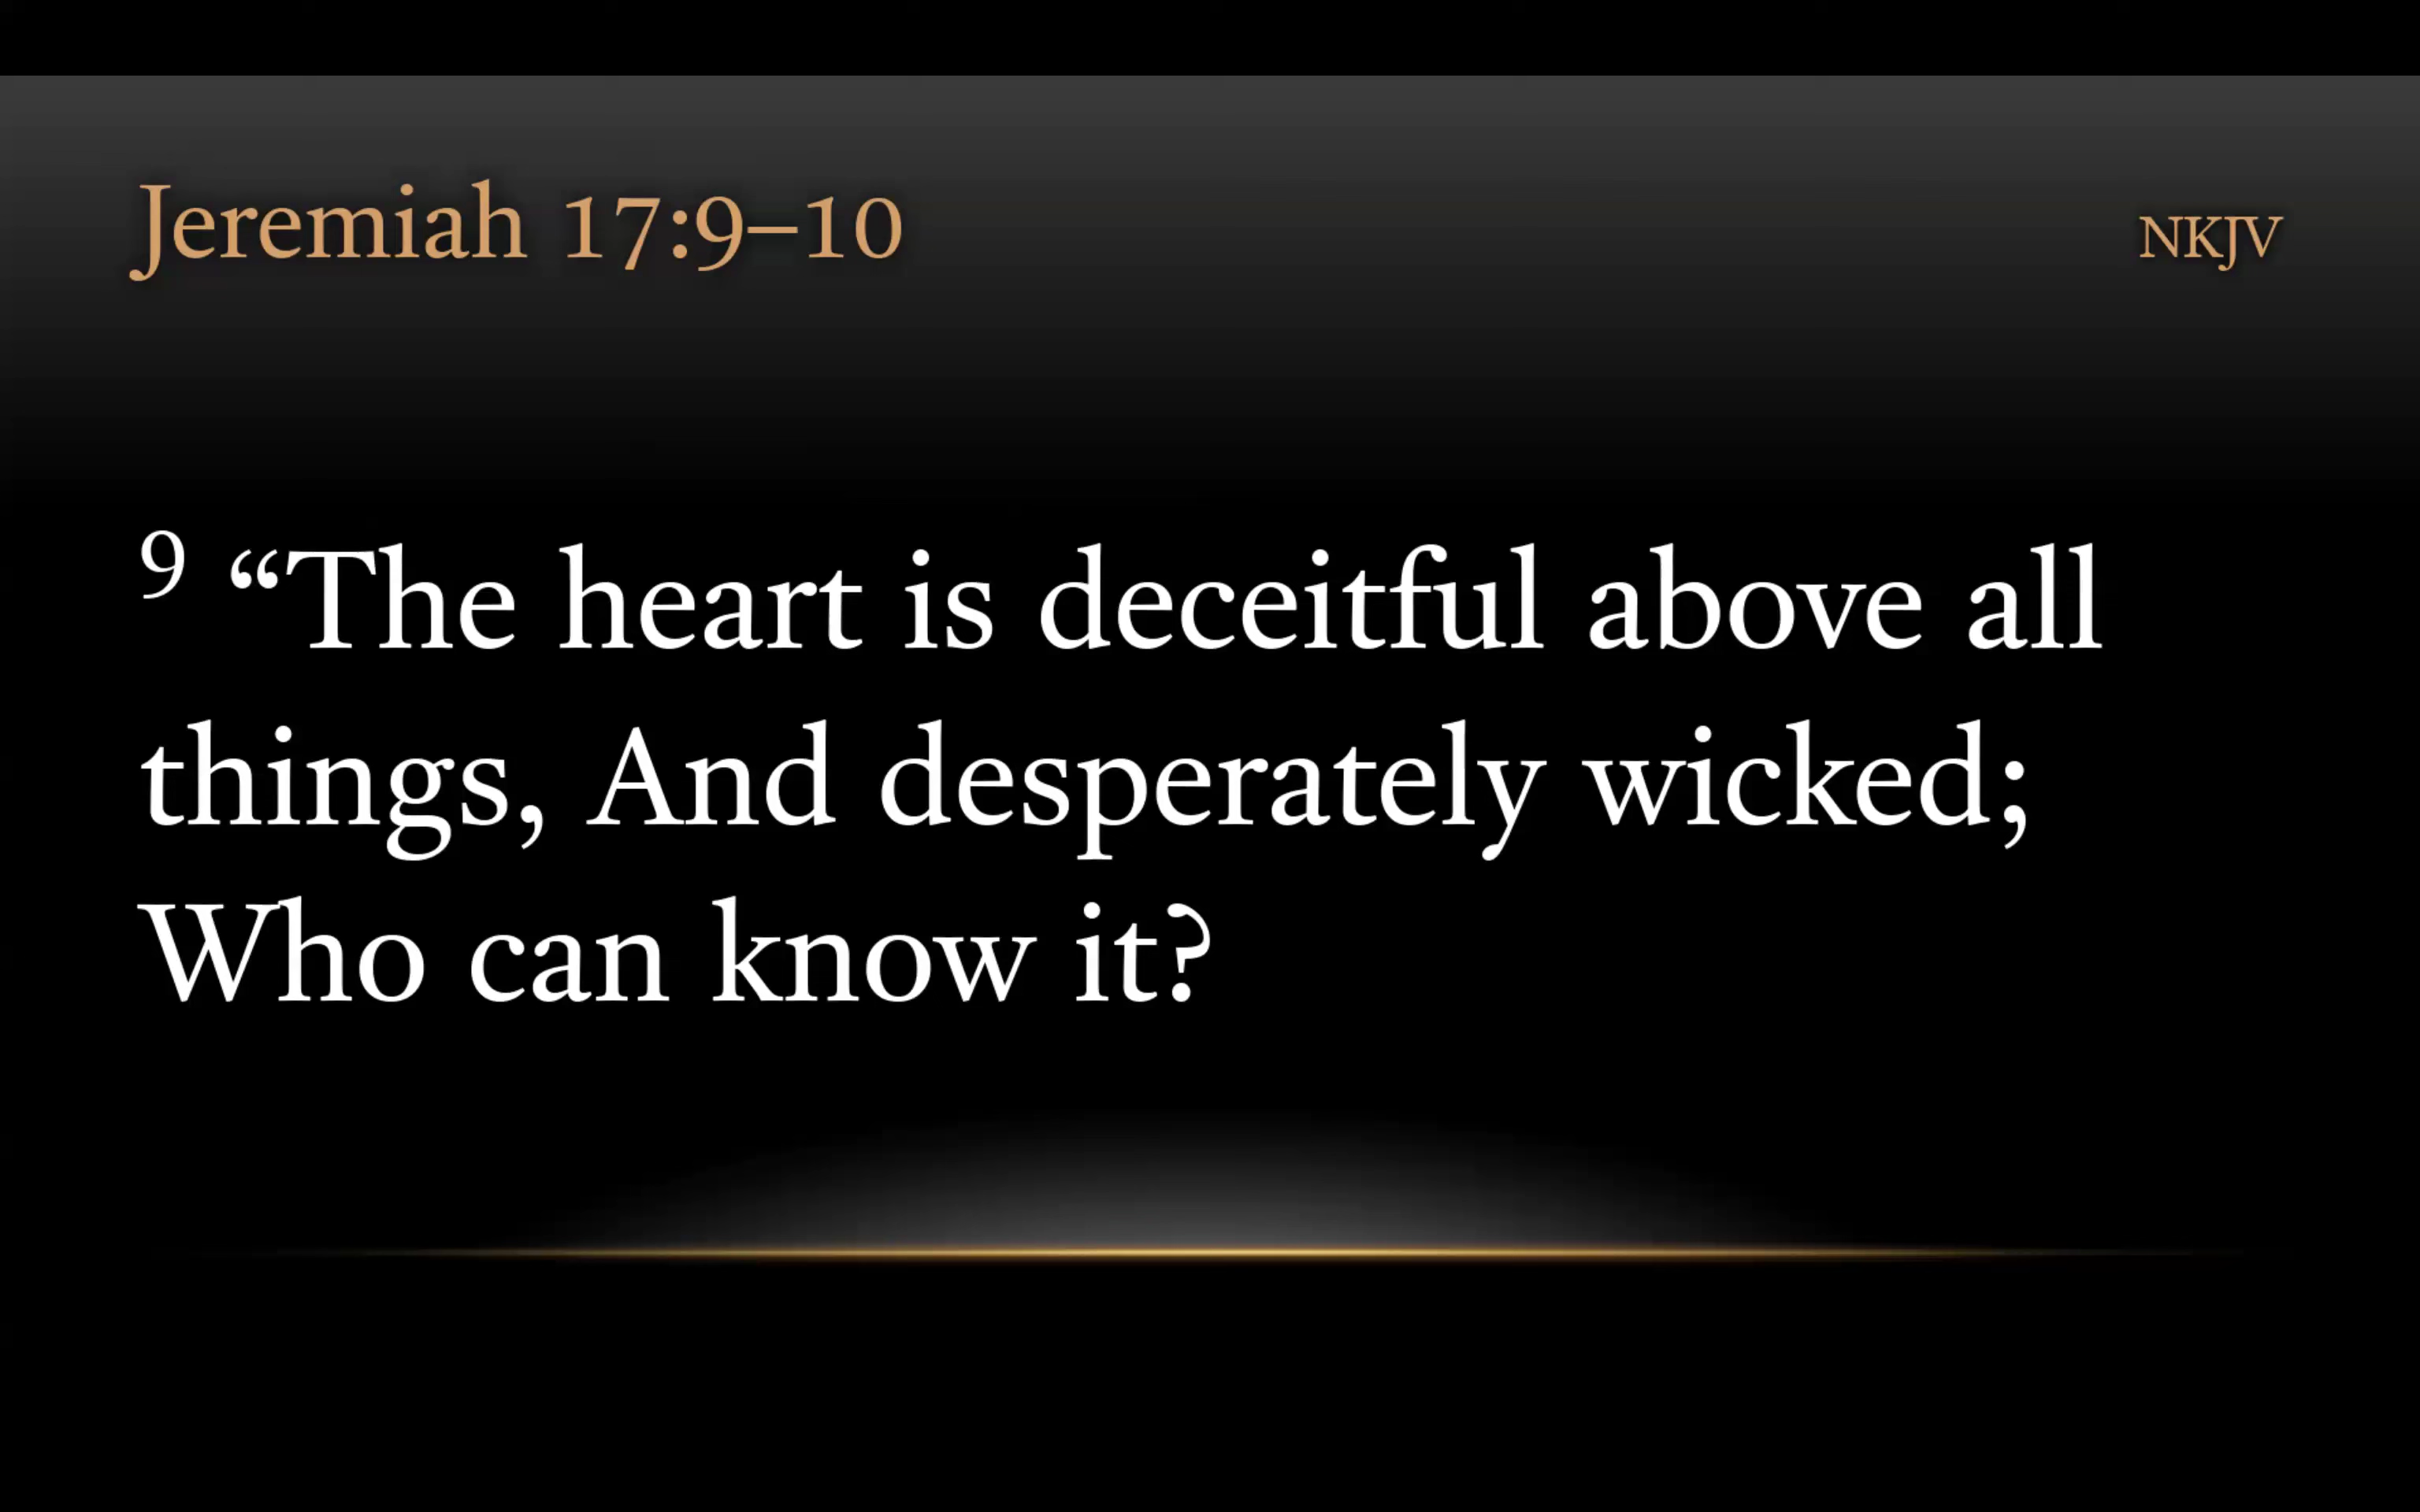 Jeremiah 17:9–10
NKJV
9 “The heart is deceitful above all
things, And desperately wicked;
Who can know it?